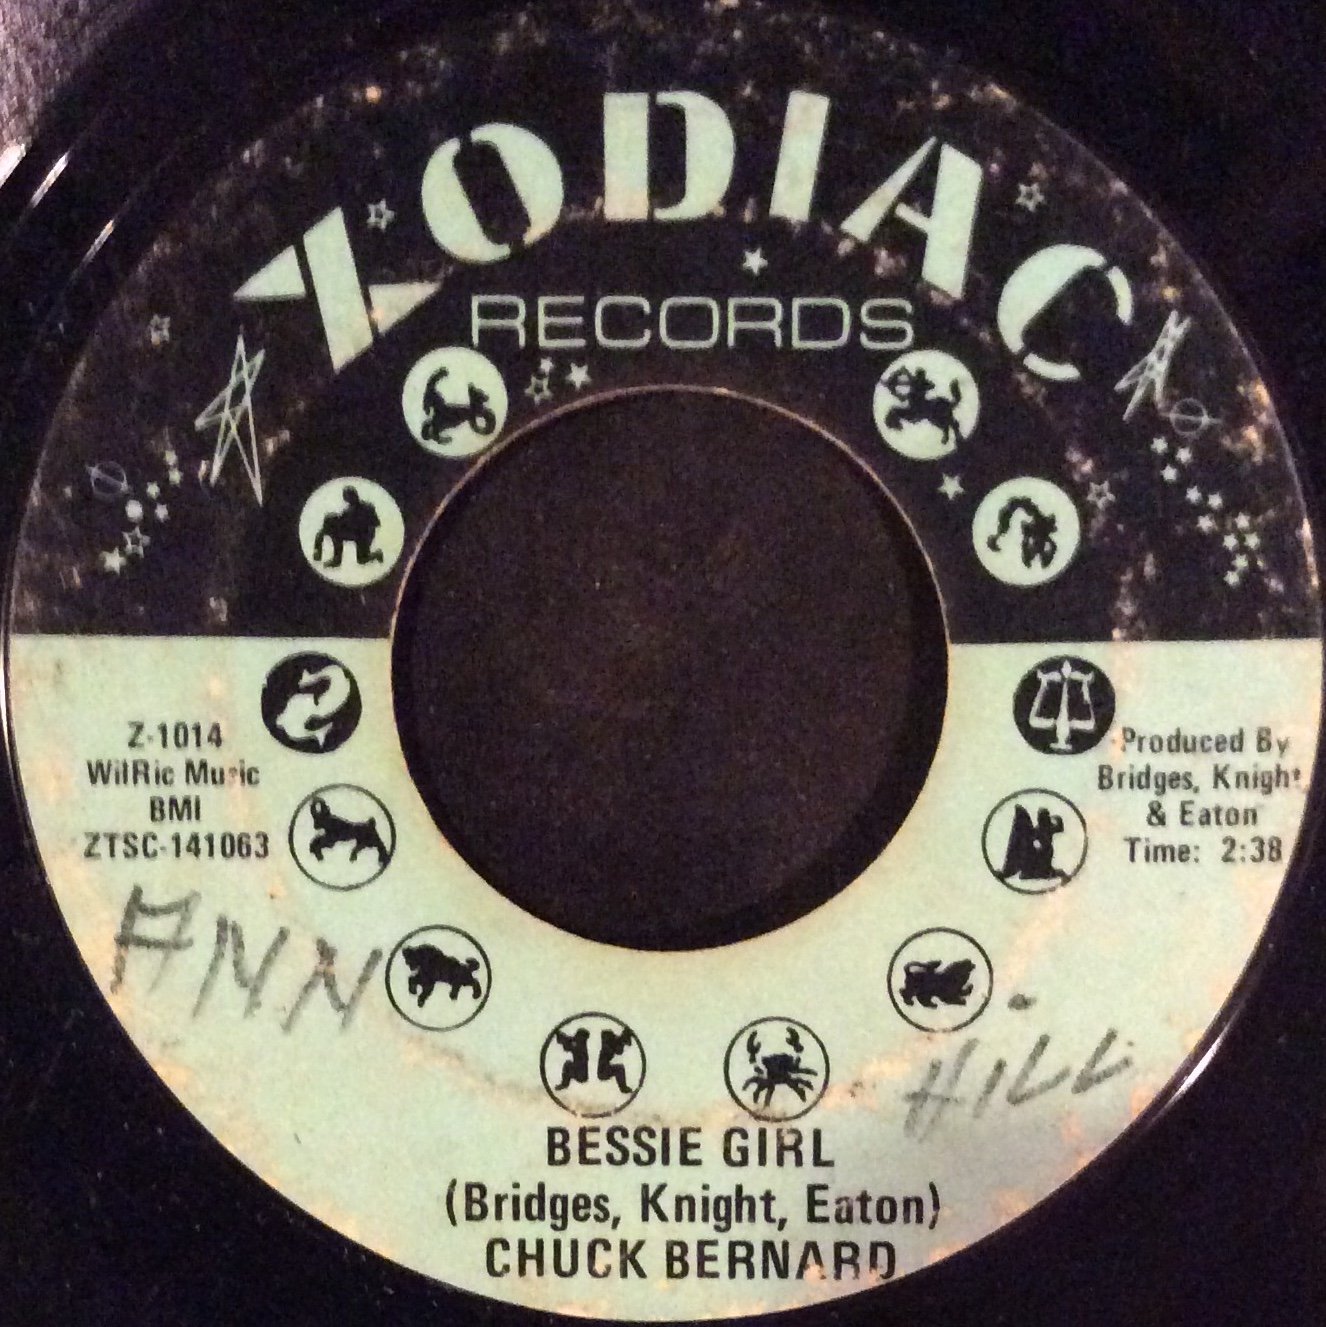 ZODIAC
RECORDS
Z-1014
WilRic Music
BMI
ZTSC-141063
Produced By
Bridges, Knight
& Eaton
Time: 2:38
ANN
HILL
BESSIE GIRL
(Bridges, Knight, Eaton)
CHUCK BERNARD